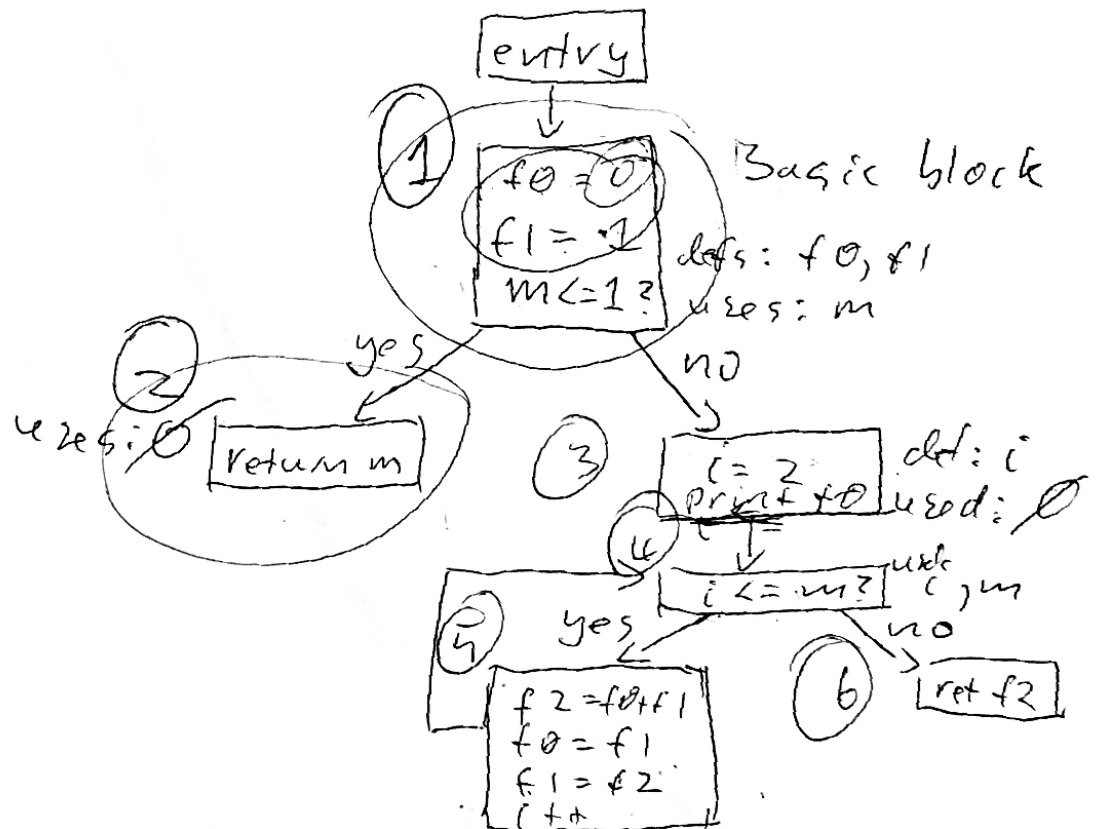 entry
1
f0 = 0
Basic block
f1 = 1
defs: f0, f1
m <= 1?
uses: m
yes
no
2
uses: ∅
return m
3
i = 2
def: i
print f0
used: ∅
4
i <= m?
i, m
5
yes
no
6
f2 = f0 + f1
ret f2
f0 = f1
f1 = f2
i++